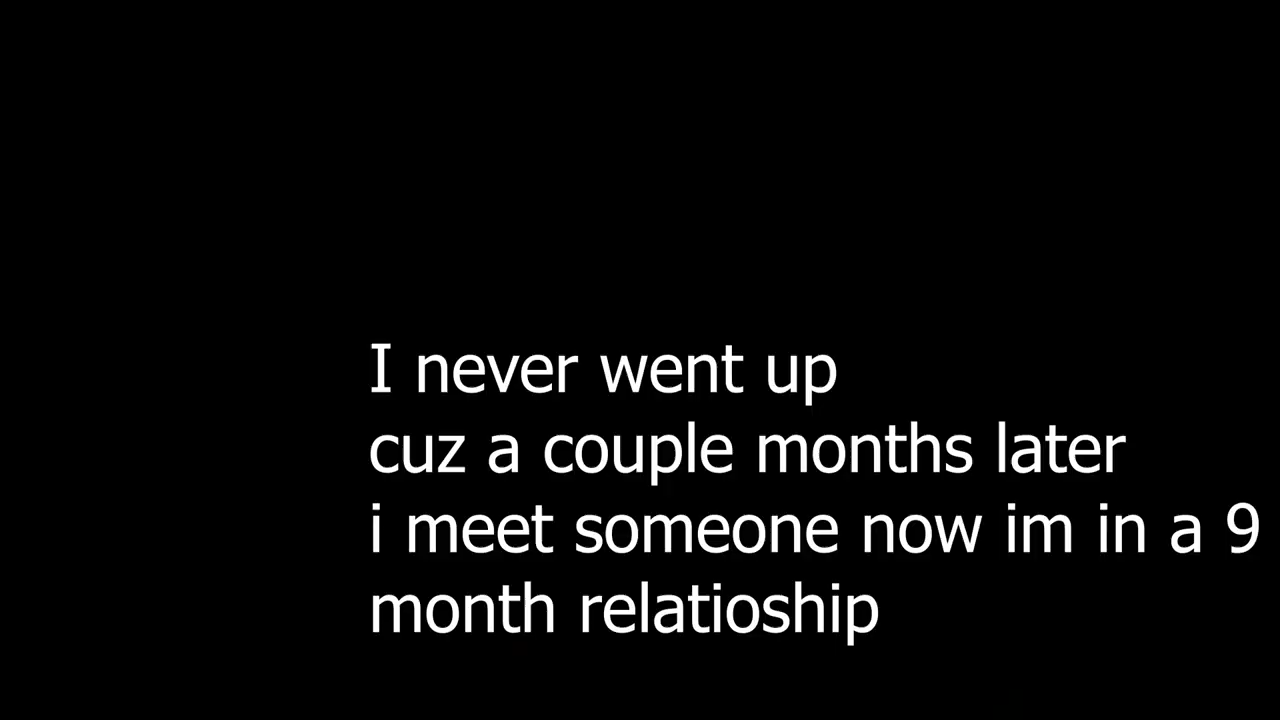 I never went up
cuz a couple months later
i meet someone now im in a 9
month relatioship